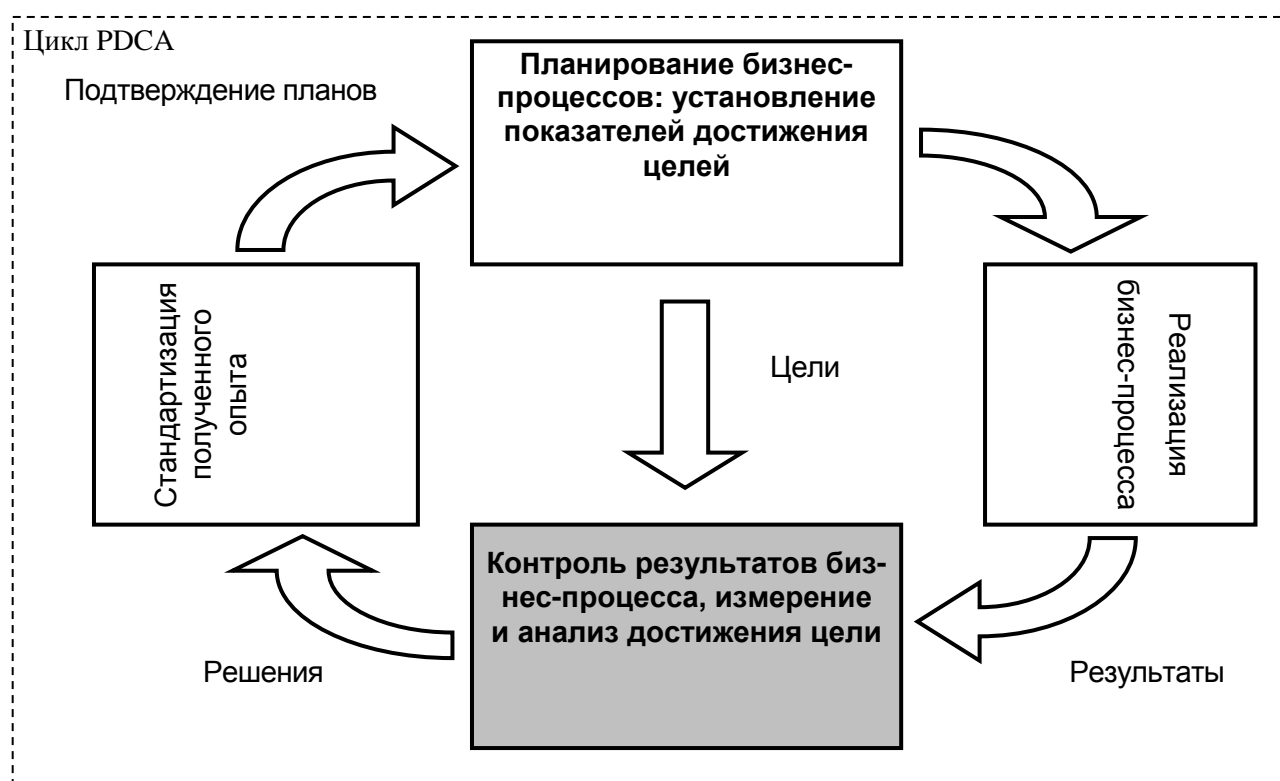 Цикл PDCA
Подтверждение планов
Планирование бизнес-
процессов: установление
показателей достижения
целей
Стандартизация
полученного
опыта
Цели
Реализация
бизнес-процесса
Контроль результатов биз-
нес-процесса, измерение
и анализ достижения цели
Решения
Результаты